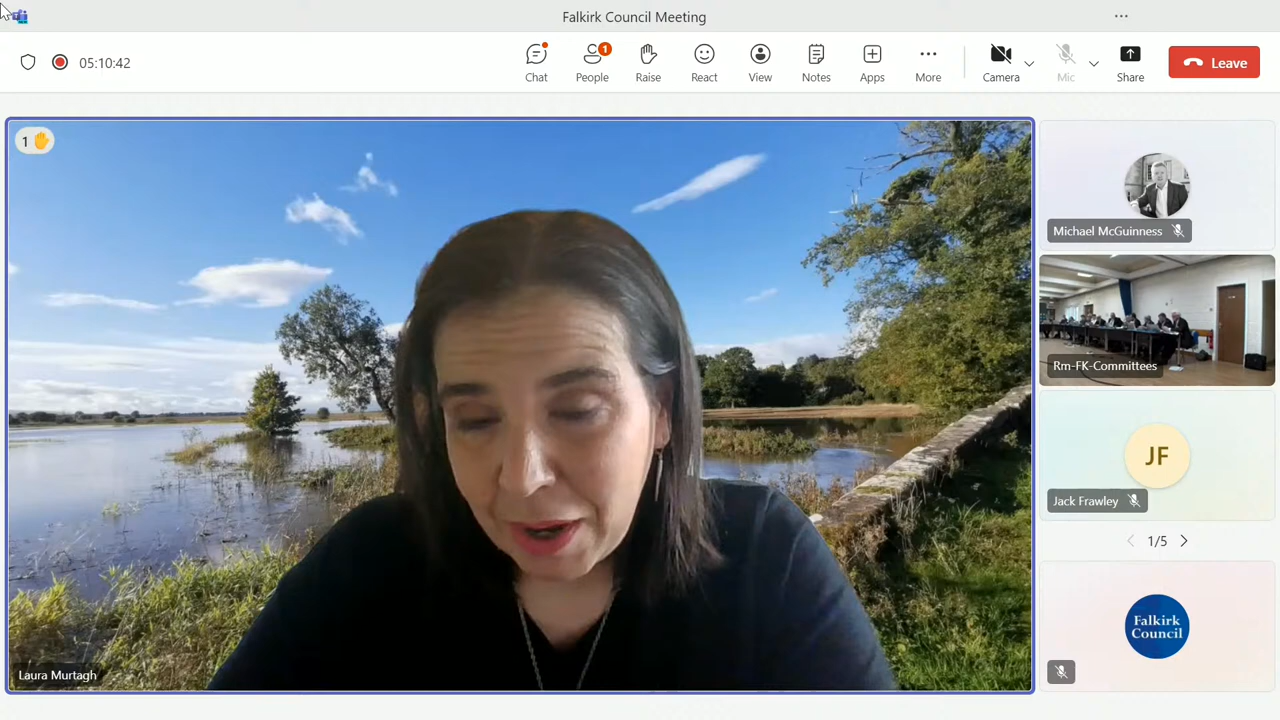 Falkirk Council Meeting
05:10:42
Chat
People
1
Raise
React
View
Notes
Apps
More
Camera
Mic
Share
Leave
1
Laura Murtagh
Michael McGuinness
Rm-FK-Committees
JF
Jack Frawley
1/5
Falkirk
Council